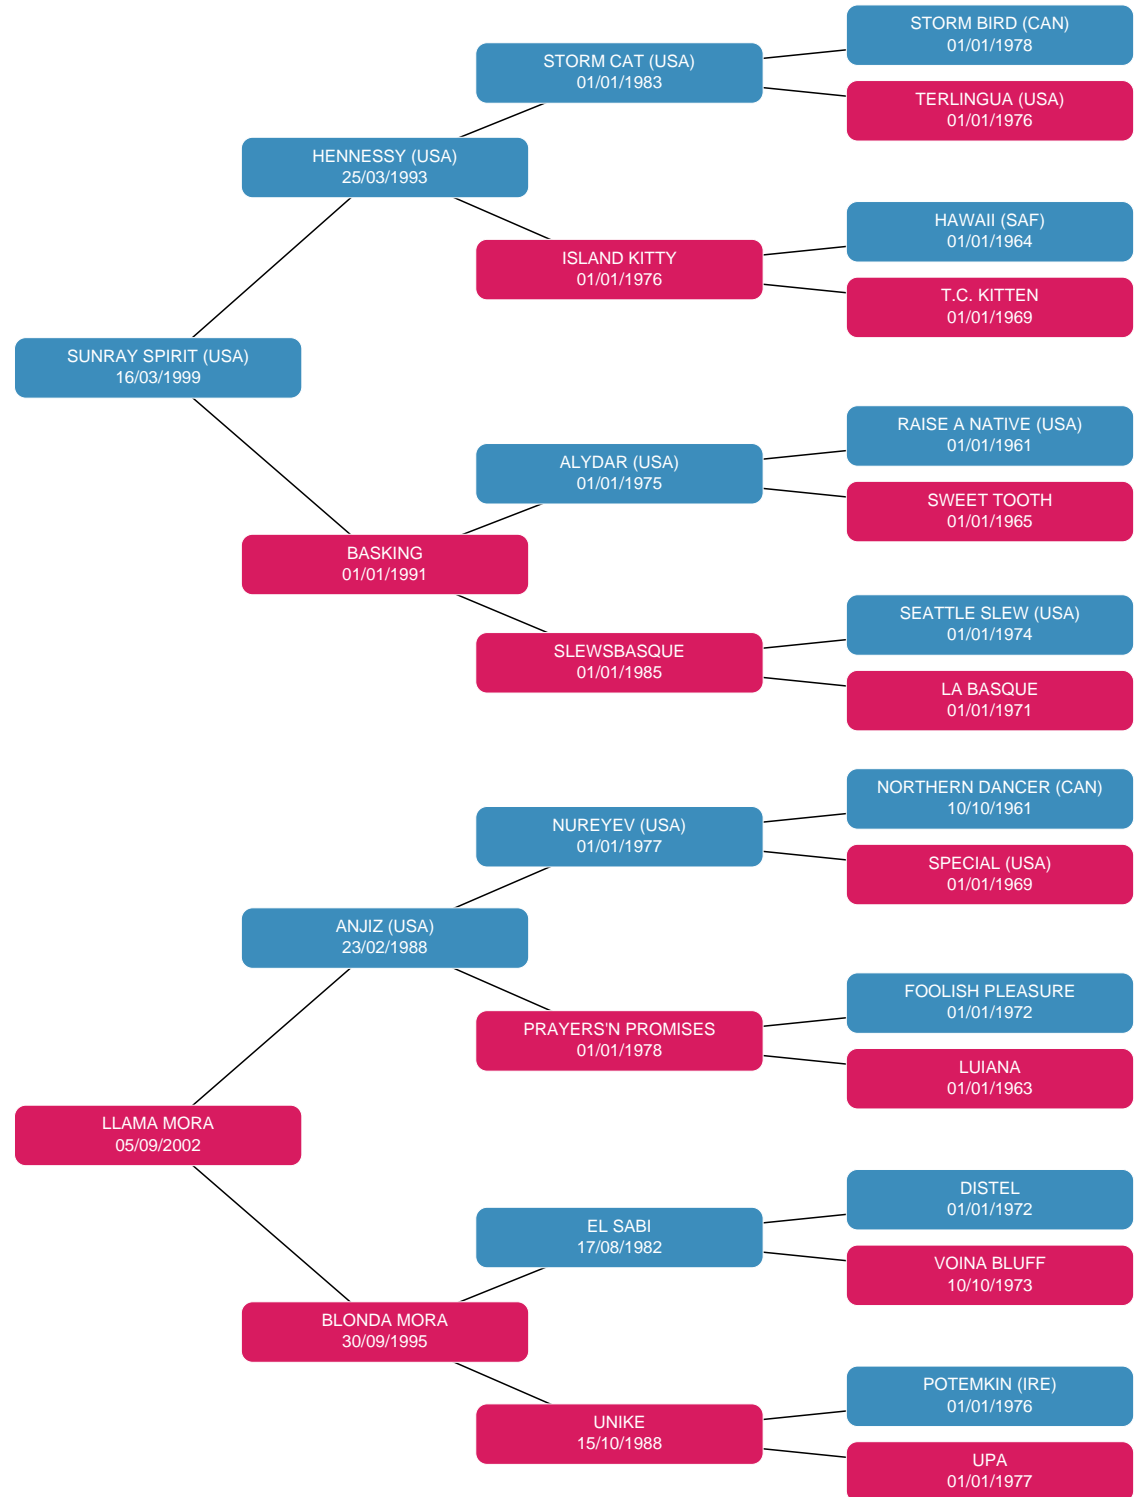 STORM BIRD (CAN)
01/01/1978
STORM CAT (USA)
01/01/1983
TERLINGUA (USA)
01/01/1976
HENNESSY (USA)
25/03/1993
HAWAII (SAF)
01/01/1964
ISLAND KITTY
01/01/1976
T.C. KITTEN
01/01/1969
SUNRAY SPIRIT (USA)
16/03/1999
RAISE A NATIVE (USA)
01/01/1961
ALYDAR (USA)
01/01/1975
SWEET TOOTH
01/01/1965
BASKING
01/01/1991
SEATTLE SLEW (USA)
01/01/1974
SLEWSBASQUE
01/01/1985
LA BASQUE
01/01/1971
NORTHERN DANCER (CAN)
10/10/1961
NUREYEV (USA)
01/01/1977
SPECIAL (USA)
01/01/1969
ANJIZ (USA)
23/02/1988
FOOLISH PLEASURE
01/01/1972
PRAYERS'N PROMISES
01/01/1978
LUIANA
01/01/1963
LLAMA MORA
05/09/2002
DISTEL
01/01/1972
EL SABI
17/08/1982
VOINA BLUFF
10/10/1973
BLONDA MORA
30/09/1995
POTEMKIN (IRE)
01/01/1976
UNIKE
15/10/1988
UPA
01/01/1977